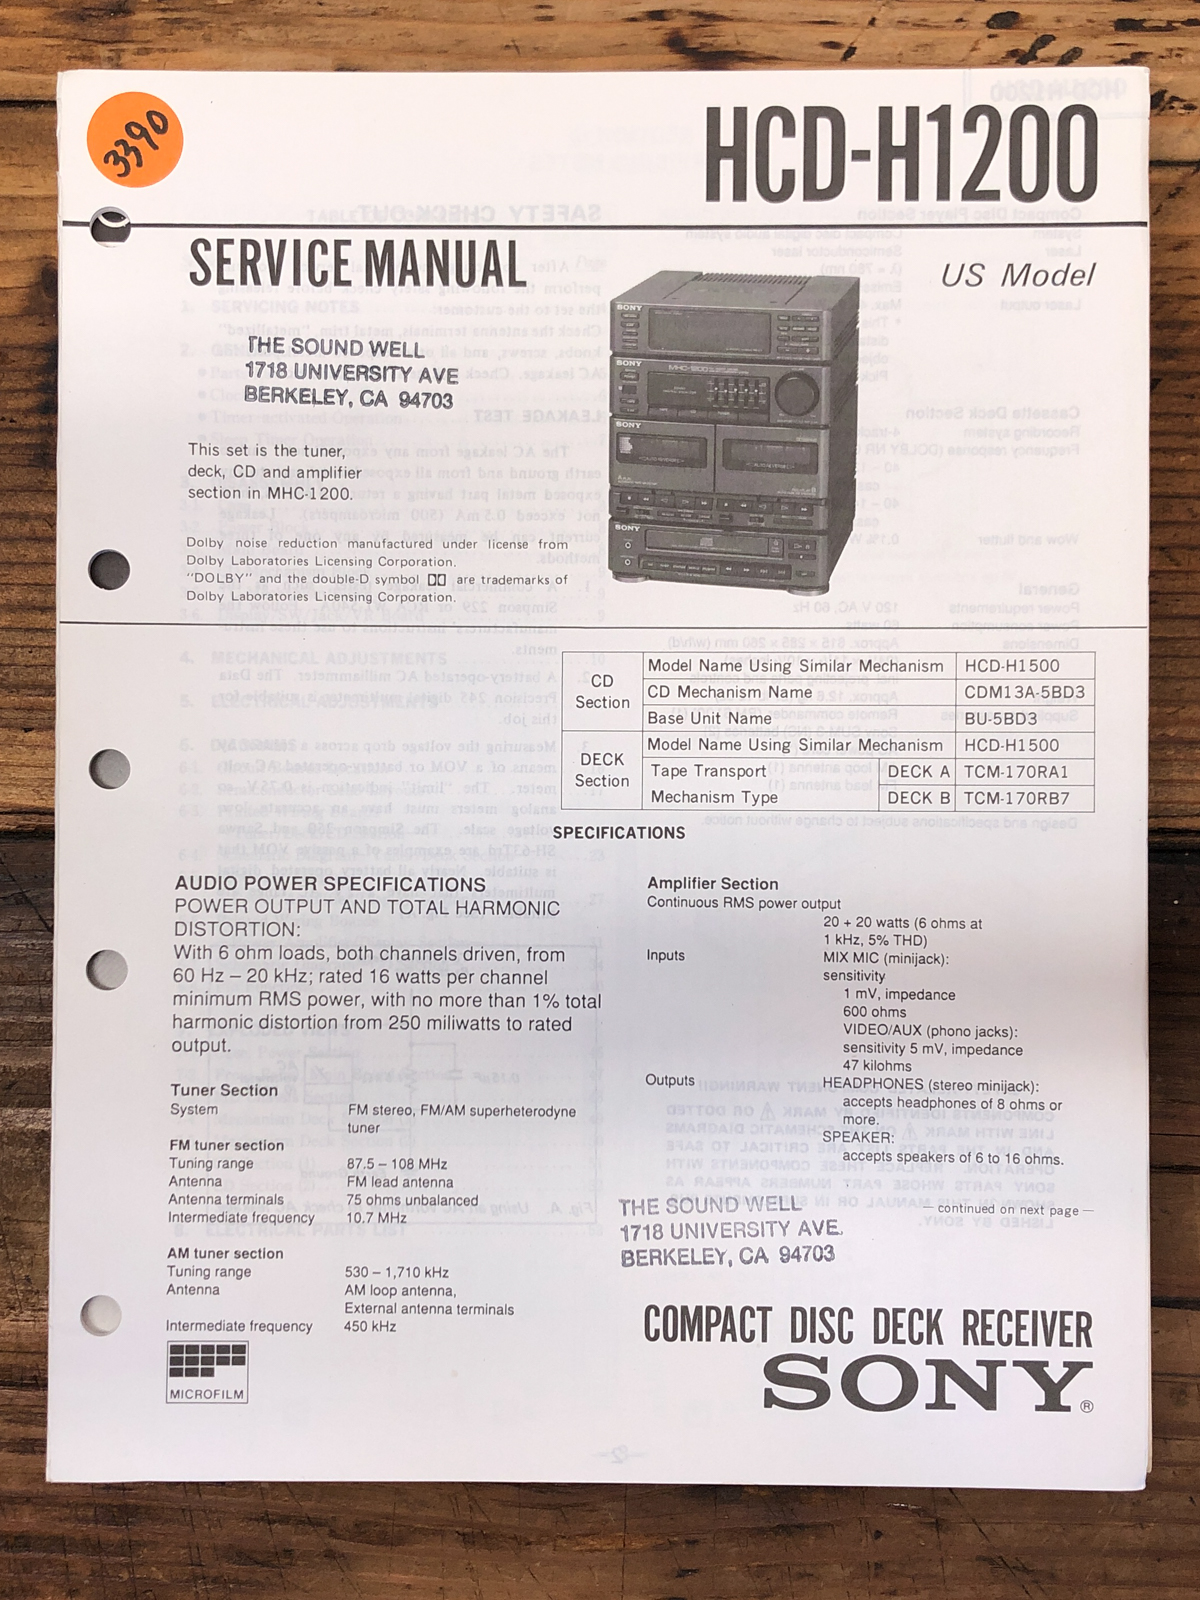 3390
HCD-H1200
SERVICE MANUAL
US Model
THE SOUND WELL
1718 UNIVERSITY AVE
BERKELEY, CA 94703
This set is the tuner,
deck, CD and amplifier
section in MHC-1200.
Dolby noise reduction manufactured under license from
Dolby Laboratories Licensing Corporation.
"DOLBY" and the double-D symbol are trademarks of
Dolby Laboratories Licensing Corporation.
SONY
SONY
MHC-1200
SONY
SONY
CD Section
Model Name Using Similar Mechanism HCD-H1500
CD Mechanism Name CDM13A-5BD3
Base Unit Name BU-5BD3
DECK Section
Model Name Using Similar Mechanism HCD-H1500
Tape Transport Mechanism Type
DECK A TCM-170RA1
DECK B TCM-170RB7
SPECIFICATIONS
AUDIO POWER SPECIFICATIONS
POWER OUTPUT AND TOTAL HARMONIC
DISTORTION:
With 6 ohm loads, both channels driven, from
60 Hz – 20 kHz; rated 16 watts per channel
minimum RMS power, with no more than 1% total
harmonic distortion from 250 miliwatts to rated
output.
Tuner Section
System FM stereo, FM/AM superheterodyne
tuner
FM tuner section
Tuning range 87.5 – 108 MHz
Antenna FM lead antenna
Antenna terminals 75 ohms unbalanced
Intermediate frequency 10.7 MHz
AM tuner section
Tuning range 530 – 1,710 kHz
Antenna AM loop antenna,
External antenna terminals
Intermediate frequency 450 kHz
MICROFILM
Amplifier Section
Continuous RMS power output
20 + 20 watts (6 ohms at
1 kHz, 5% THD)
Inputs MIX MIC (minijack):
sensitivity
1 mV, impedance
600 ohms
VIDEO/AUX (phono jacks):
sensitivity 5 mV, impedance
47 kilohms
Outputs HEADPHONES (stereo minijack):
accepts headphones of 8 ohms or
more.
SPEAKER:
accepts speakers of 6 to 16 ohms.
— continued on next page —
THE SOUND WELL
1718 UNIVERSITY AVE.
BERKELEY, CA 94703
COMPACT DISC DECK RECEIVER
SONY®